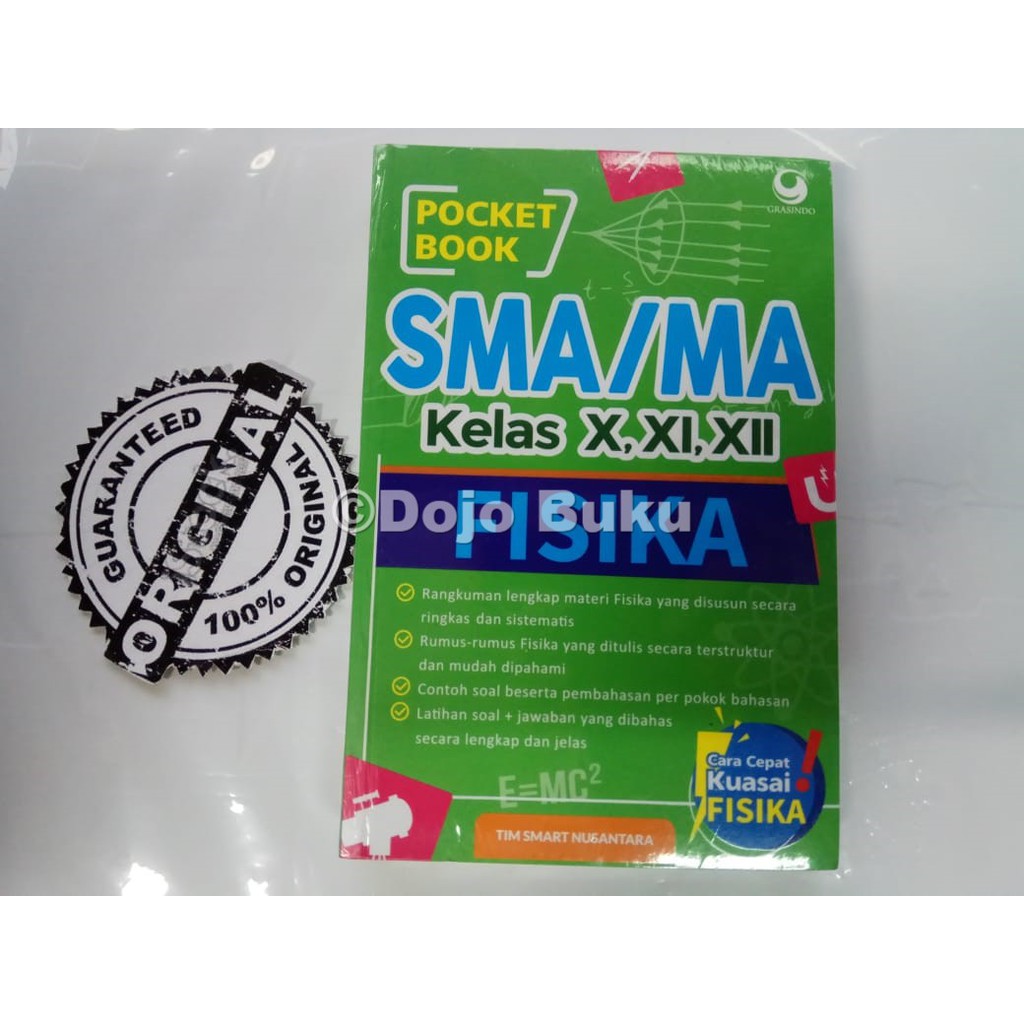 POCKET
BOOK
GRASINDO
SMA/MA
Kelas X, XI, XII
FISIKA
©Dojo Buku
GUARANTEED
ORIGINAL
100% ORIGINAL
Rangkuman lengkap materi Fisika yang disusun secara
ringkas dan sistematis
Rumus-rumus Fisika yang ditulis secara terstruktur
dan mudah dipahami
Contoh soal beserta pembahasan per pokok bahasan
Latihan soal + jawaban yang dibahas
secara lengkap dan jelas
Cara Cepat
Kuasai !
FISIKA
E=MC²
TIM SMART NUSANTARA